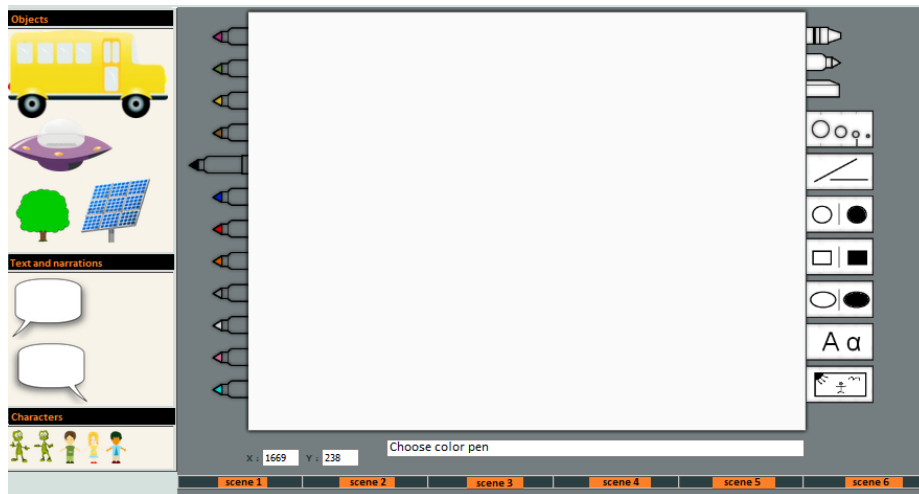 Objects
Text and narrations
Characters
A α
Choose color pen
X : 1669 Y : 238
scene 1 scene 2 scene 3 scene 4 scene 5 scene 6